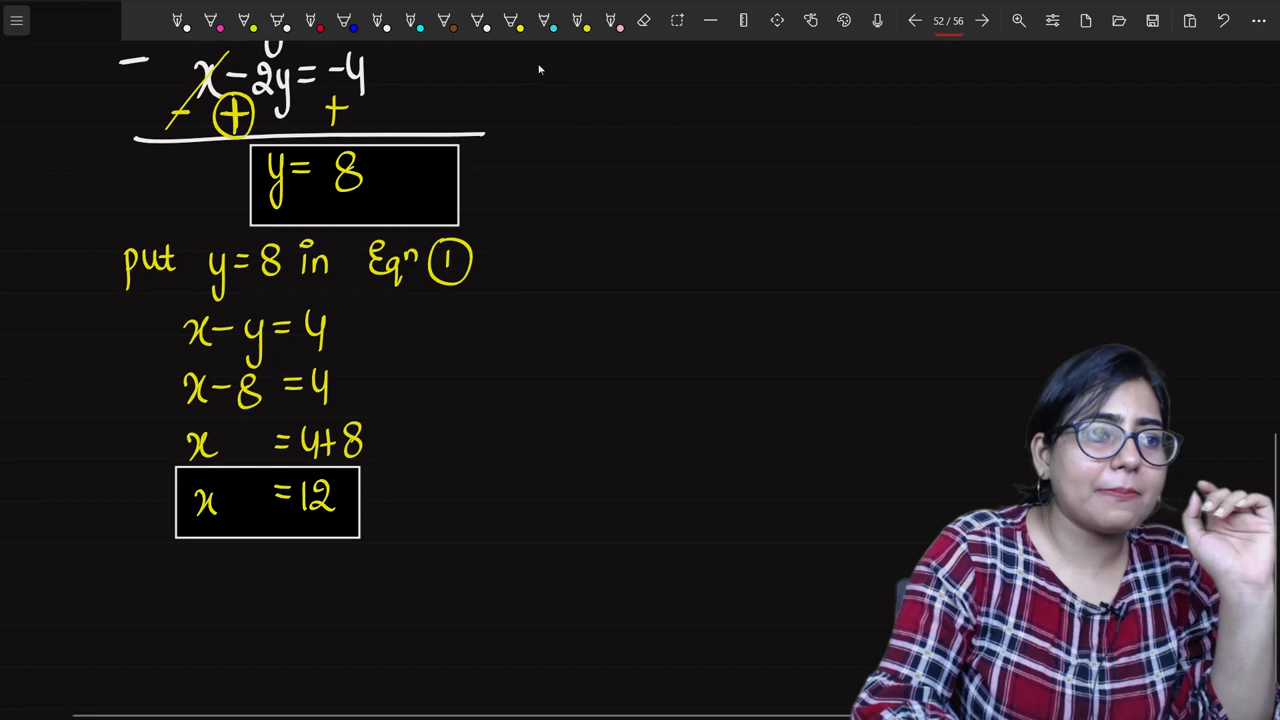 52 / 56
- x - 2y = -4
- + +
y = 8
put y = 8 in Eqn ①
x - y = 4
x - 8 = 4
x = 4+8
x = 12